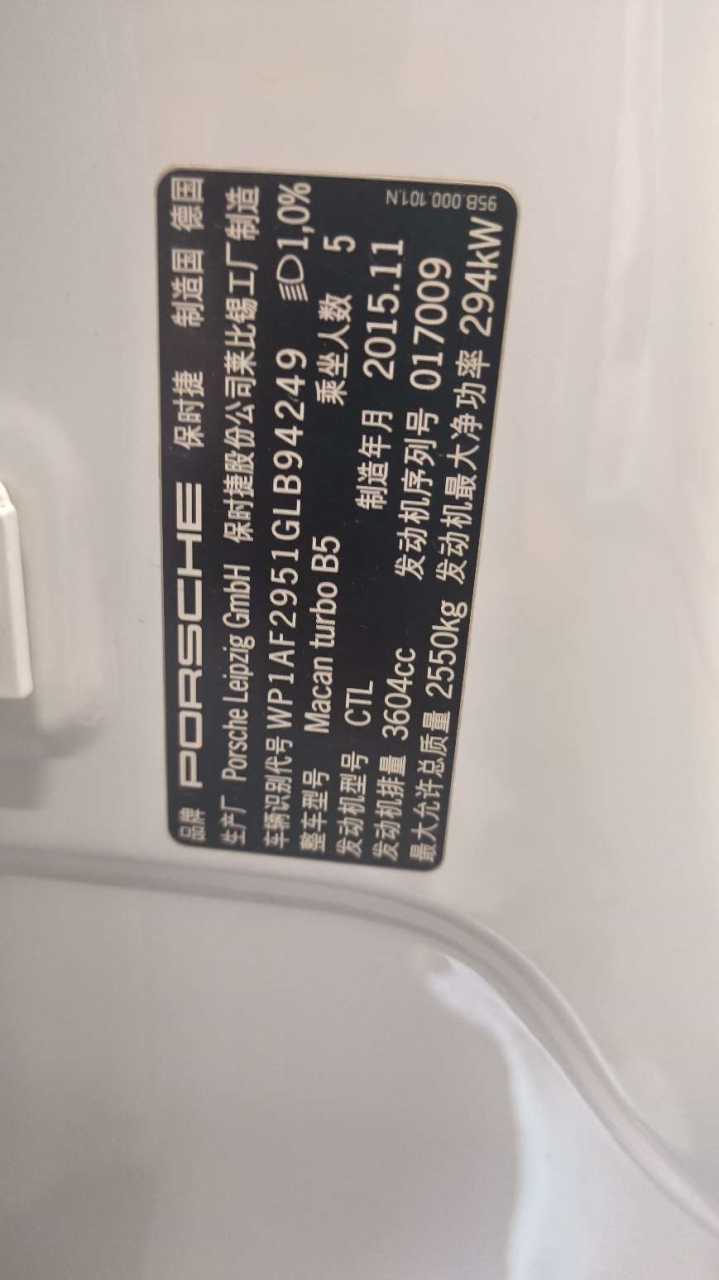 品牌 PORSCHE 保时捷 制造国 德国
生产厂 Porsche Leipzig GmbH 保时捷股份公司莱比锡工厂制造
车辆识别代号 WP1AF2951GLB94249 1,0%
整车型号 Macan turbo B5 乘坐人数 5
发动机型号 CTL 制造年月 2015.11
发动机排量 3604cc 发动机序列号 017009
最大允许总质量 2550kg 发动机最大净功率 294kW
95B.000.101.N